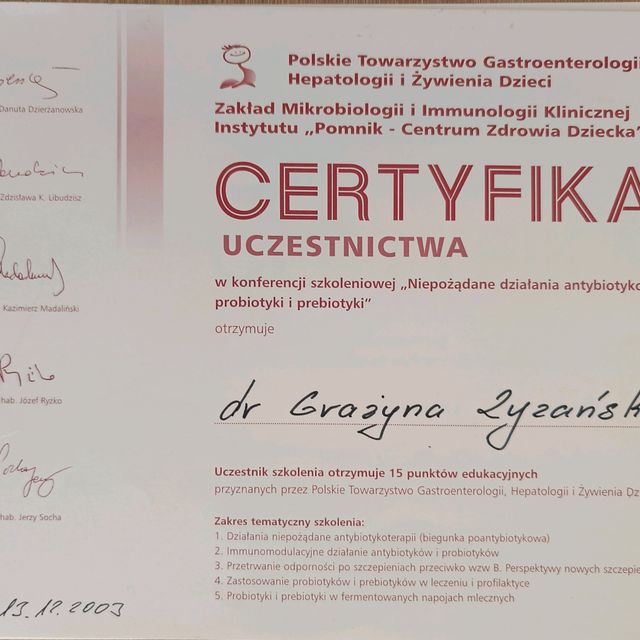 Polskie Towarzystwo Gastroenterologii
Hepatologii i Żywienia Dzieci
Zakład Mikrobiologii i Immunologii Klinicznej
Instytutu „Pomnik - Centrum Zdrowia Dziecka”
CERTYFIKA
UCZESTNICTWA
w konferencji szkoleniowej „Niepożądane działania antybiotyko
probiotyki i prebiotyki”
otrzymuje
dr Grażyna
Uczestnik szkolenia otrzymuje 15 punktów edukacyjnych
przyznanych przez Polskie Towarzystwo Gastroenterologii, Hepatologii i Żywienia Dz
Zakres tematyczny szkolenia:
1. Działania niepożądane antybiotykoterapii (biegunka poantybiotykowa)
2. Immunomodulacyjne działanie antybiotyków i probiotyków
3. Przetrwanie odporności po szczepieniach przeciwko wzw B. Perspektywy nowych szczepie
4. Zastosowanie probiotyków i prebiotyków w leczeniu i profilaktyce
5. Probiotyki i prebiotyki w fermentowanych napojach mlecznych
Danuta Dzierżanowska
Zdzisława K. Libudzisz
Kazimierz Madaliński
hab. Józef Ryżko
hab. Jerzy Socha
13.12.2003